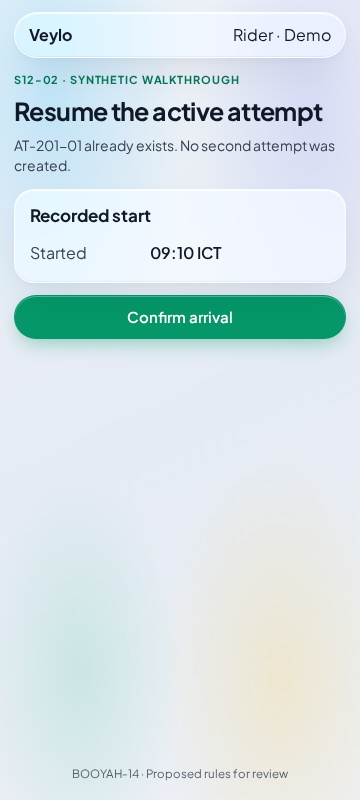 Veylo
Rider · Demo
S12-02 · SYNTHETIC WALKTHROUGH
Resume the active attempt
AT-201-01 already exists. No second attempt was
created.
Recorded start
Started 09:10 ICT
Confirm arrival
BOOYAH-14 · Proposed rules for review